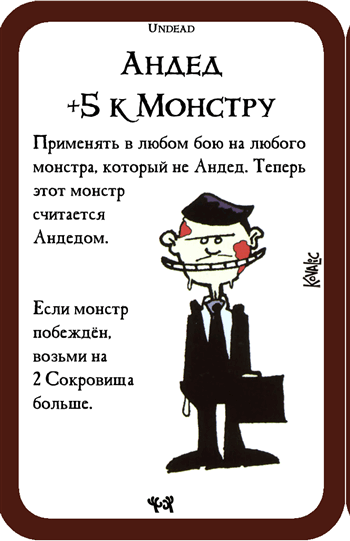 Undead
Андед
+5 к Монстру
Применять в любом бою на любого
монстра, который не Андед. Теперь
этот монстр
считается
Андедом.
Если монстр
побеждён,
возьми на
2 Сокровища
больше.
Kovalic